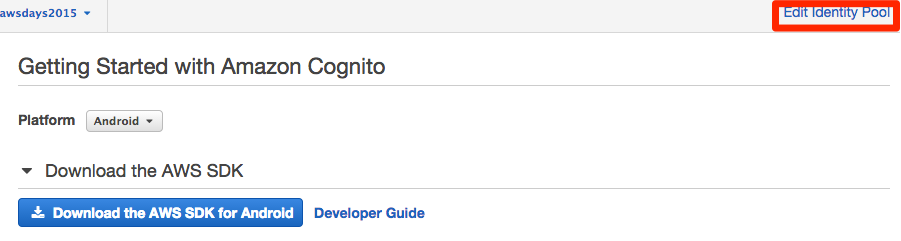 awsdays2015 Edit Identity Pool
Getting Started with Amazon Cognito
Platform Android
Download the AWS SDK
Download the AWS SDK for Android Developer Guide